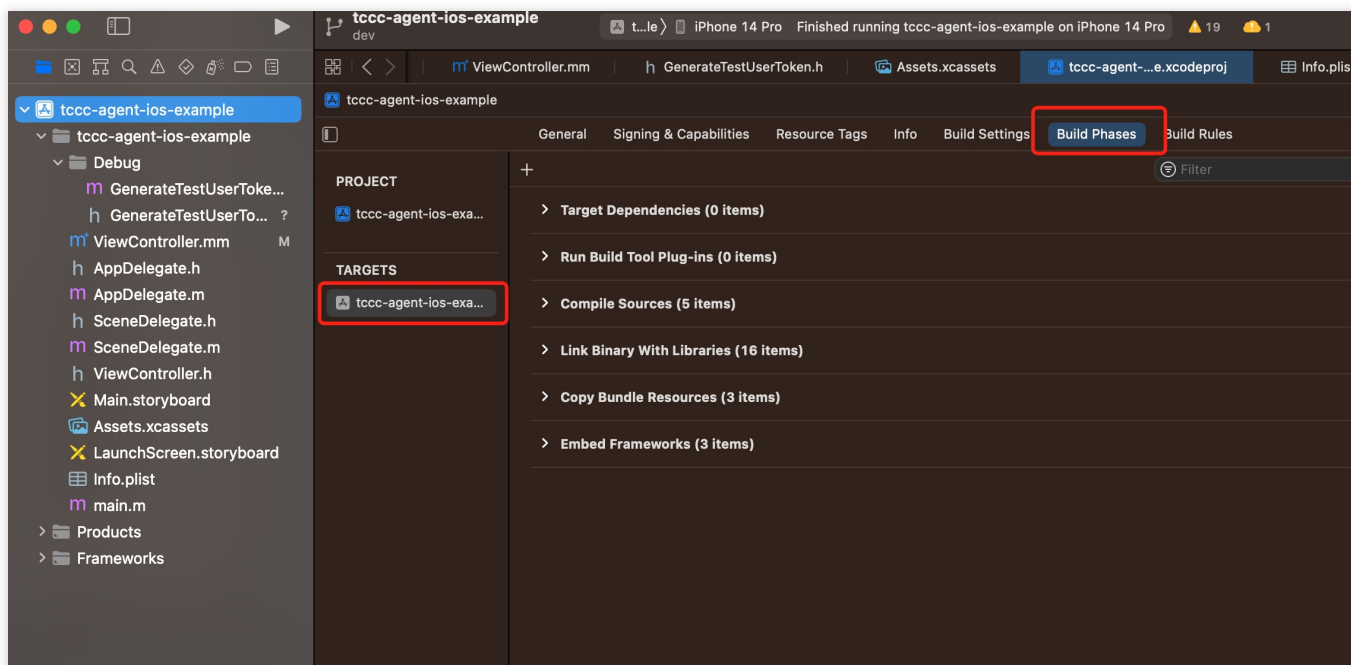 tccc-agent-ios-example
dev
t...le
iPhone 14 Pro
Finished running tccc-agent-ios-example on iPhone 14 Pro
19
1
ViewController.mm
GenerateTestUserToken.h
Assets.xcassets
tccc-agent-...e.xcodeproj
Info.plis
tccc-agent-ios-example
tccc-agent-ios-example
Debug
GenerateTestUserToke...
GenerateTestUserTo... ?
ViewController.mm M
AppDelegate.h
AppDelegate.m
SceneDelegate.h
SceneDelegate.m
ViewController.h
Main.storyboard
Assets.xcassets
LaunchScreen.storyboard
Info.plist
main.m
Products
Frameworks
tccc-agent-ios-example
General Signing & Capabilities Resource Tags Info Build Settings Build Phases Build Rules
PROJECT
tccc-agent-ios-exa...
TARGETS
tccc-agent-ios-exa...
Filter
Target Dependencies (0 items)
Run Build Tool Plug-ins (0 items)
Compile Sources (5 items)
Link Binary With Libraries (16 items)
Copy Bundle Resources (3 items)
Embed Frameworks (3 items)